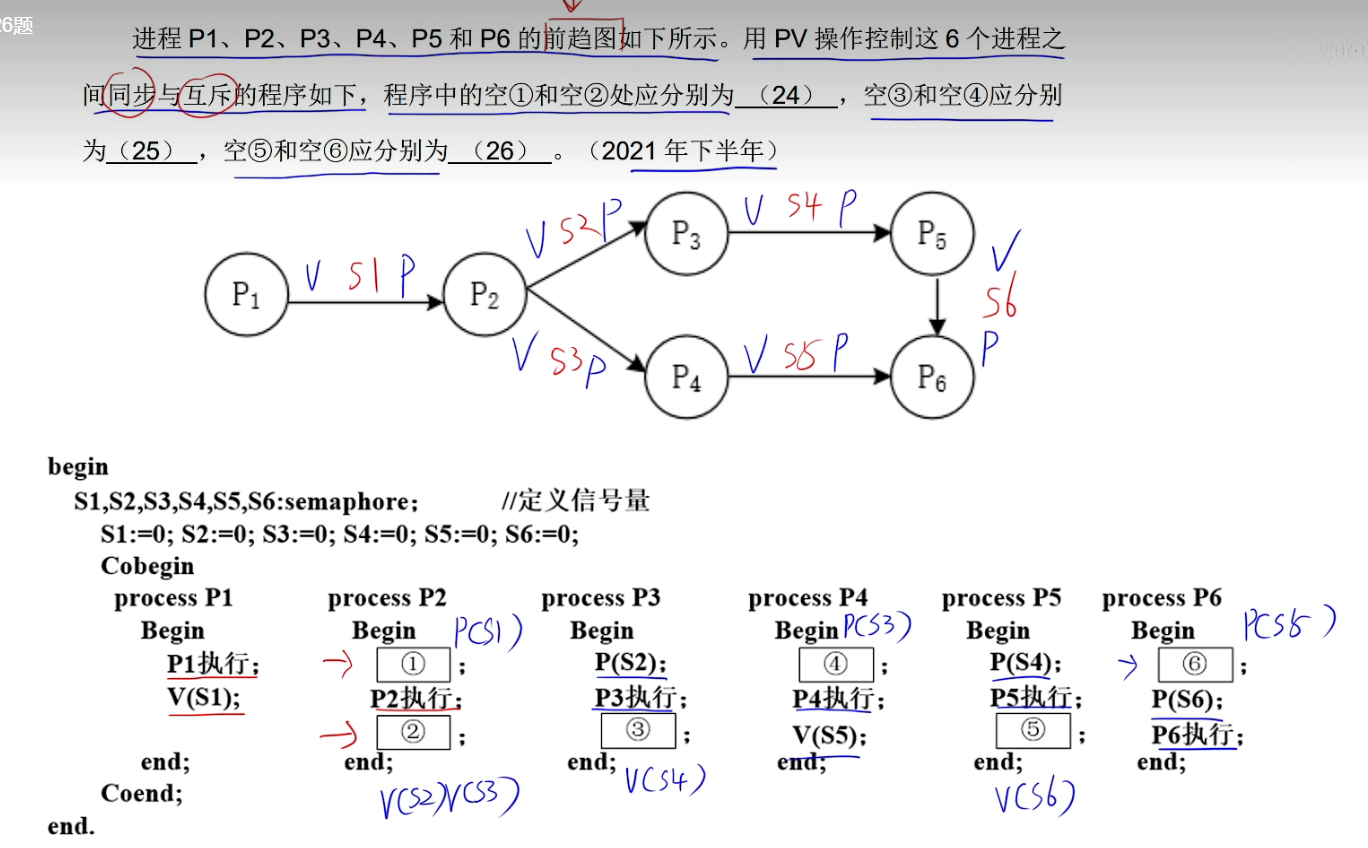 6题
进程 P1、P2、P3、P4、P5 和 P6 的前趋图如下所示。用 PV 操作控制这 6 个进程之
间同步与互斥的程序如下，程序中的空①和空②处应分别为 （24） ，空③和空④应分别
为（25） ，空⑤和空⑥应分别为 （26） 。（2021 年下半年）
V S2 P P3 V S4 P P5
P1 V S1 P P2 V S6 P
V S3 P P4 V S5 P P6
begin
S1,S2,S3,S4,S5,S6:semaphore； //定义信号量
S1:=0; S2:=0; S3:=0; S4:=0; S5:=0; S6:=0;
Cobegin
process P1 process P2 process P3 process P4 process P5 process P6
Begin Begin P(S1) Begin Begin P(S3) Begin Begin P(S5)
P1执行; ① ; P(S2); ④ ; P(S4); ⑥ ;
V(S1); P2执行; P3执行; P4执行; P5执行; P(S6);
② ; ③ ; V(S5); ⑤ ; P6执行;
end; end; end; end; end; end;
Coend; V(S2)V(S3) V(S4) V(S6)
end.